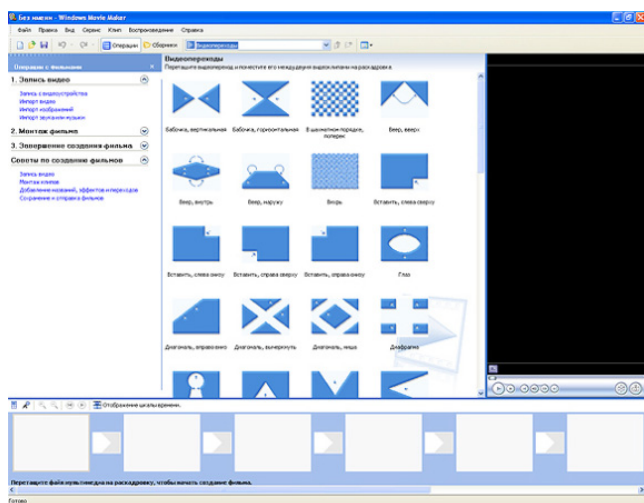 Без имени - Windows Movie Maker
Файл Правка Вид Сервис Клип Воспроизведение Справка
Операции Сборники Видеопереходы
Операции с фильмами
1. Запись видео
Запись с видеоустройства
Импорт видео
Импорт изображений
Импорт звука или музыки
2. Монтаж фильма
3. Завершение создания фильма
Советы по созданию фильмов
Запись видео
Монтаж клипов
Добавление названий, эффектов и переходов
Сохранение и отправка фильмов
Видеопереходы
Перетащите видеопереход и поместите его между двумя видеоклипами на раскадровке.
Бабочка, вертикальная Бабочка, горизонтальная В шахматном порядке, поперек Веер, вверх
Веер, внутрь Веер, наружу Вихрь Вставить, слева сверху
Вставить, слева снизу Вставить, справа сверху Вставить, справа снизу Глаз
Диагональ, вправо вниз Диагональ, вычеркнуть Диагональ, ниша Диафрагма
Отображение шкалы времени.
Перетащите файл мультимедиа на раскадровку, чтобы начать создание фильма.
Готово